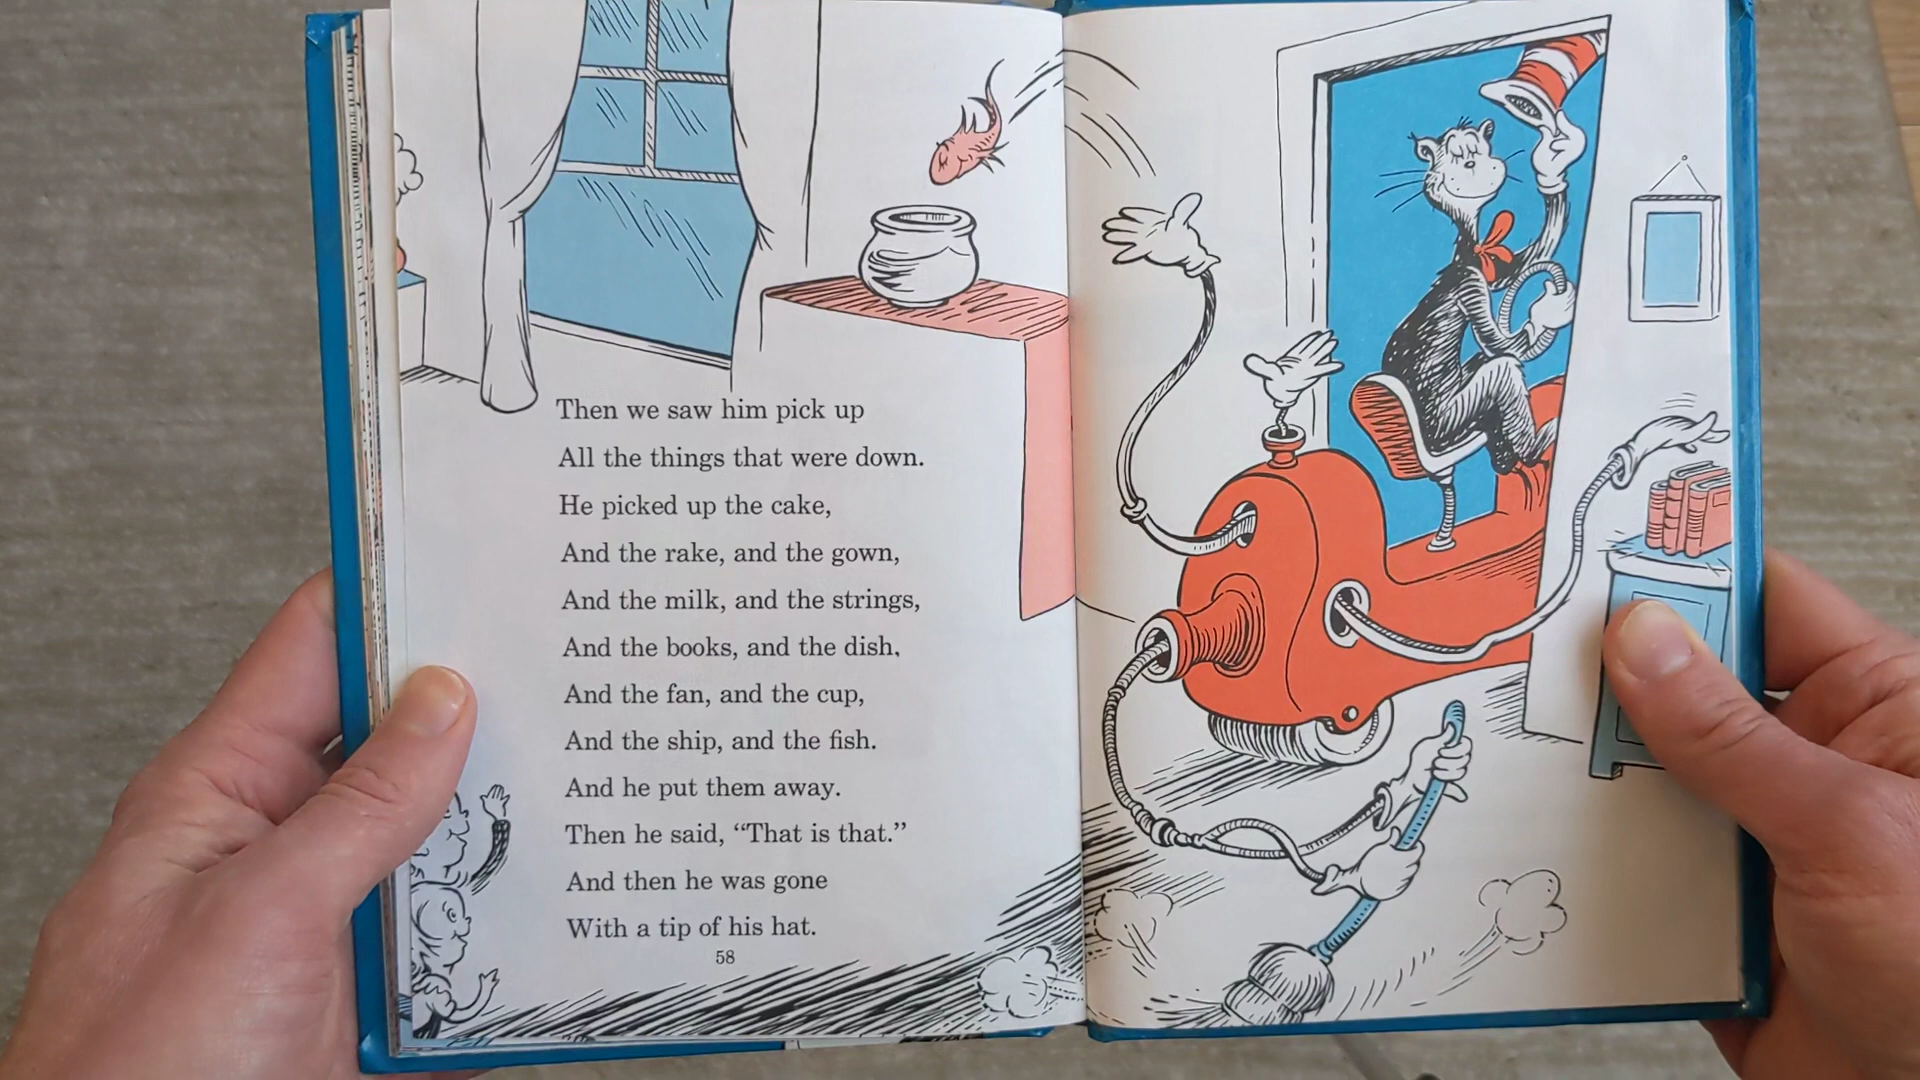 Then we saw him pick up
All the things that were down.
He picked up the cake,
And the rake, and the gown,
And the milk, and the strings,
And the books, and the dish,
And the fan, and the cup,
And the ship, and the fish.
And he put them away.
Then he said, “That is that.”
And then he was gone
With a tip of his hat.
58